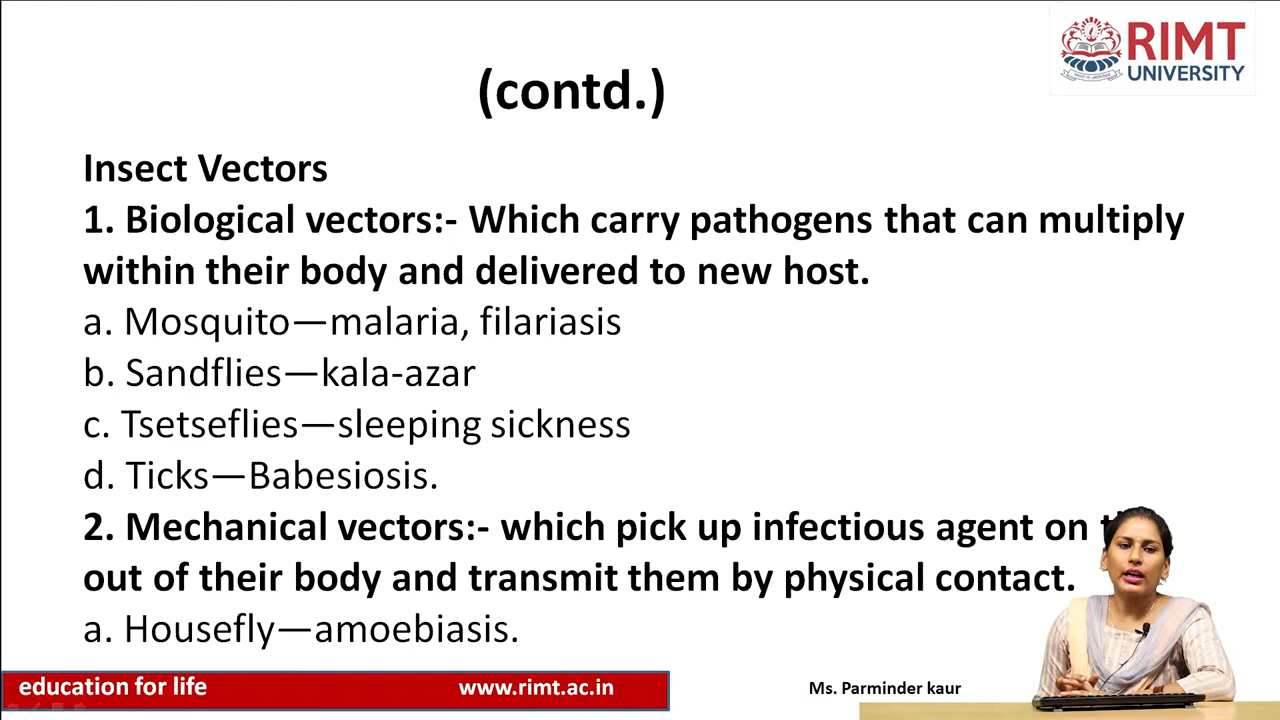 RIMT
UNIVERSITY
(contd.)
Insect Vectors
1. Biological vectors:- Which carry pathogens that can multiply
within their body and delivered to new host.
a. Mosquito—malaria, filariasis
b. Sandflies—kala-azar
c. Tsetseflies—sleeping sickness
d. Ticks—Babesiosis.
2. Mechanical vectors:- which pick up infectious agent on
out of their body and transmit them by physical contact.
a. Housefly—amoebiasis.
education for life www.rimt.ac.in Ms. Parminder kaur